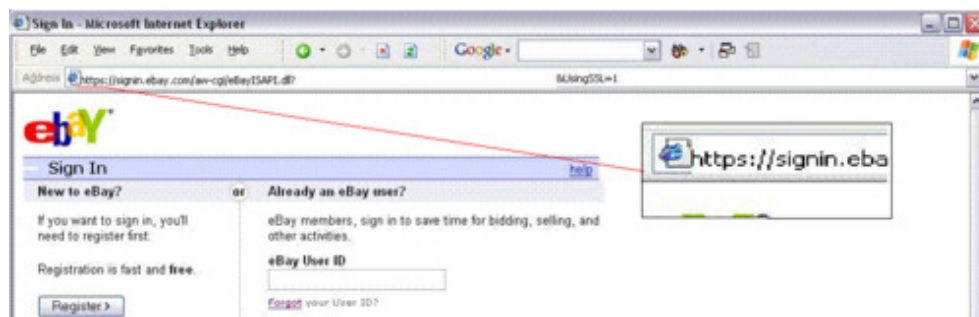 Sign In - Microsoft Internet Explorer
File Edit View Favorites Tools Help Google
Address https://signin.ebay.com/aw-cgi/eBayISAPI.dll? &UsingSSL=1
ebaY
https://signin.eba
Sign In help
New to eBay? or Already an eBay user?
If you want to sign in, you'll
need to register first.
eBay members, sign in to save time for bidding, selling, and
other activities.
Registration is fast and free.
eBay User ID
Register >
Forgot your User ID?